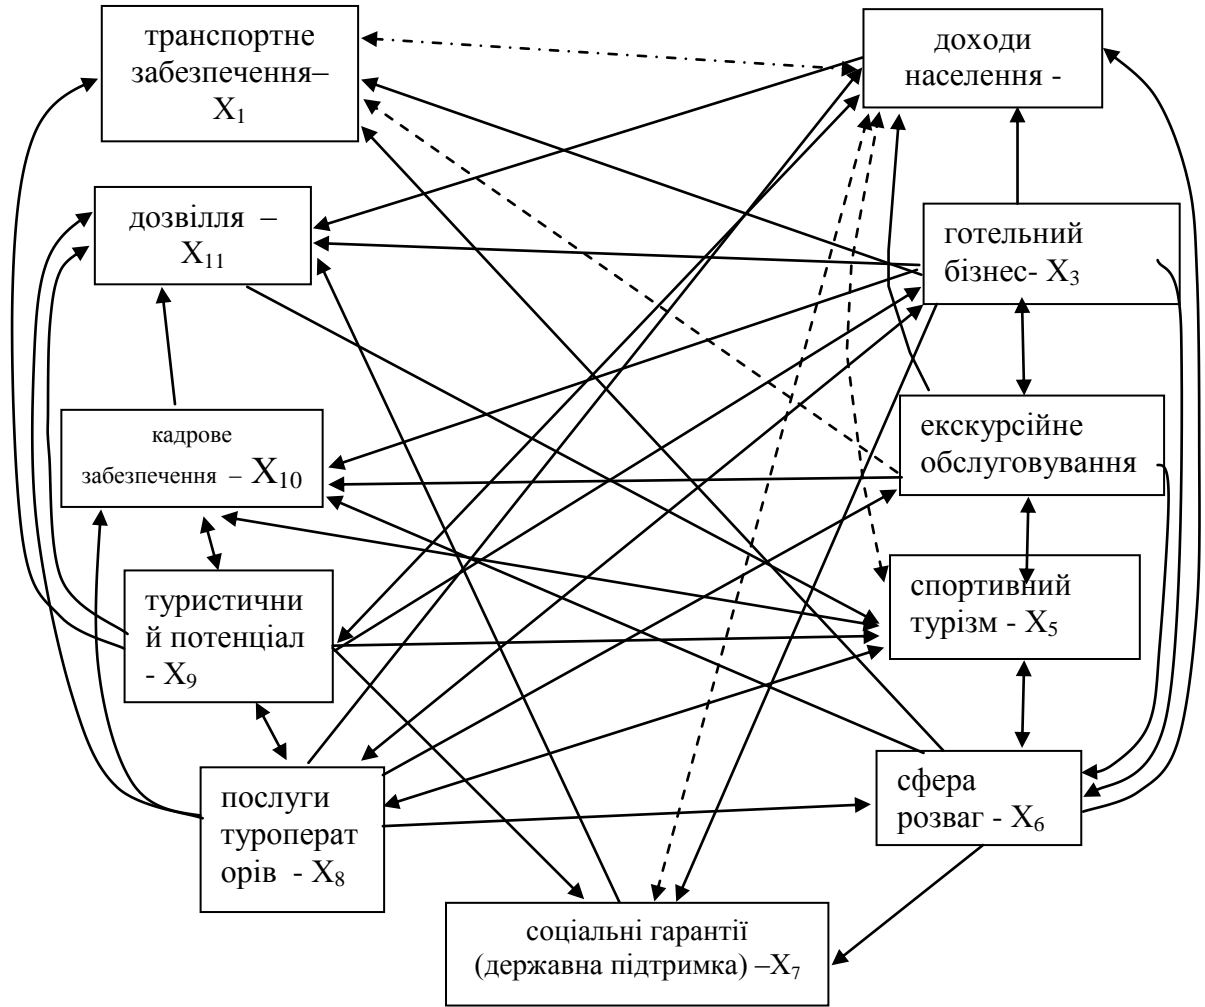 транспортне
забезпечення–
X1
доходи
населення -
дозвілля –
X11
готельний
бізнес- X3
кадрове
забезпечення – X10
екскурсійне
обслуговування
туристични
й потенціал
- X9
спортивний
турізм - X5
послуги
туроперат
орів - X8
сфера
розваг - X6
соціальні гарантії
(державна підтримка) –X7